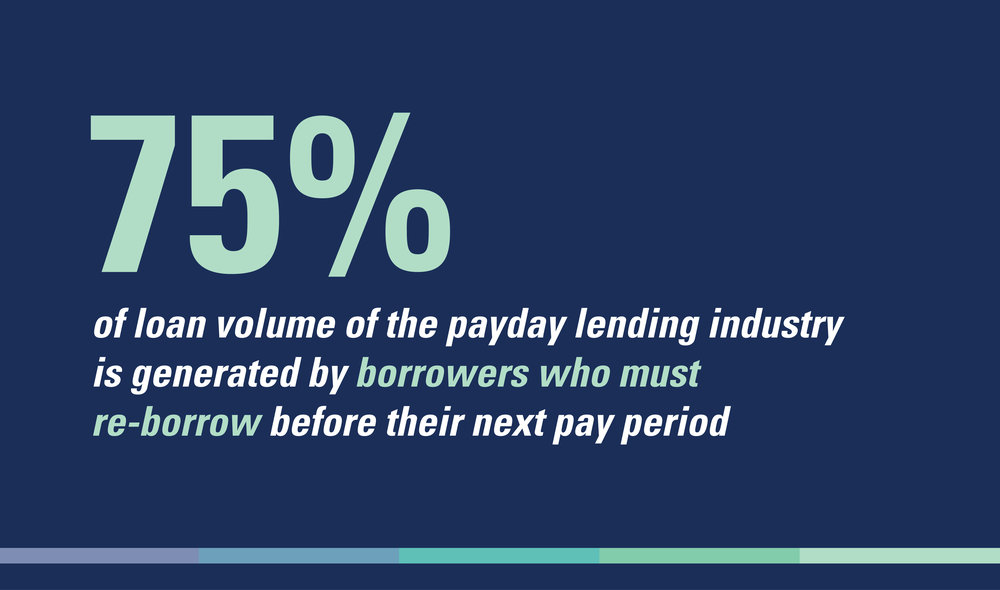 75%
of loan volume of the payday lending industry
is generated by borrowers who must
re-borrow before their next pay period